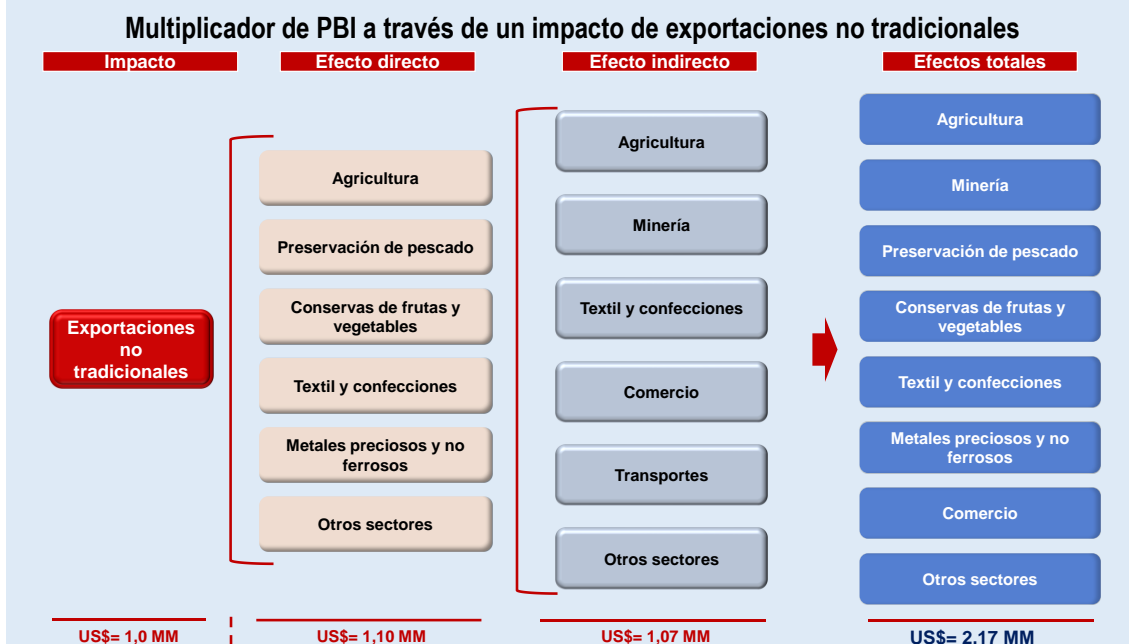 Multiplicador de PBI a través de un impacto de exportaciones no tradicionales
Impacto
Exportaciones
no
tradicionales
US$= 1,0 MM
Efecto directo
Agricultura
Preservación de pescado
Conservas de frutas y
vegetables
Textil y confecciones
Metales preciosos y no
ferrosos
Otros sectores
US$= 1,10 MM
Efecto indirecto
Agricultura
Minería
Textil y confecciones
Comercio
Transportes
Otros sectores
US$= 1,07 MM
Efectos totales
Agricultura
Minería
Preservación de pescado
Conservas de frutas y
vegetables
Textil y confecciones
Metales preciosos y no
ferrosos
Comercio
Otros sectores
US$= 2,17 MM